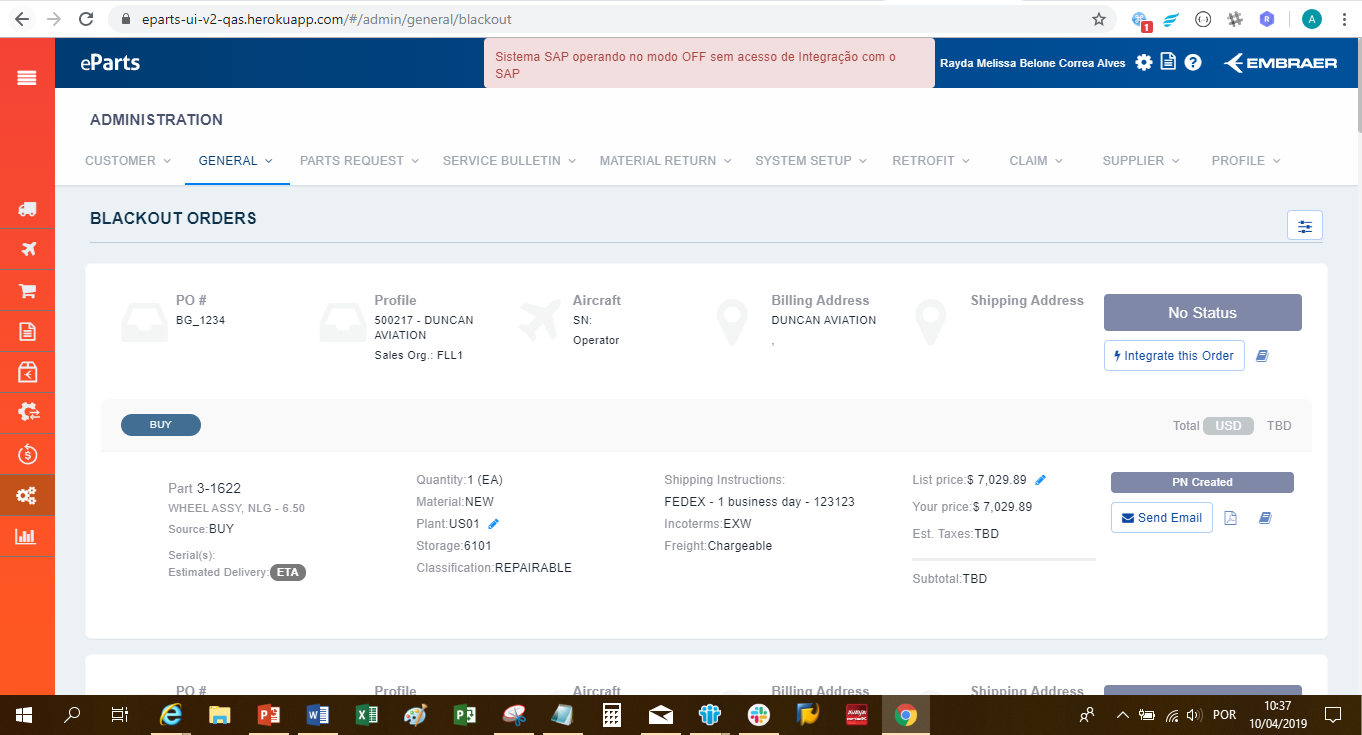 eparts-ui-v2-qas.herokuapp.com/#/admin/general/blackout
1
A
eParts
Sistema SAP operando no modo OFF sem acesso de Integração com o
SAP
Rayda Melissa Belone Correa Alves
EMBRAER
ADMINISTRATION
CUSTOMER GENERAL PARTS REQUEST SERVICE BULLETIN MATERIAL RETURN SYSTEM SETUP RETROFIT CLAIM SUPPLIER PROFILE
BLACKOUT ORDERS
PO #
BG_1234
Profile
500217 - DUNCAN
AVIATION
Sales Org.: FLL1
Aircraft
SN:
Operator
Billing Address
DUNCAN AVIATION
,
Shipping Address
No Status
Integrate this Order
BUY
Total USD TBD
Part 3-1622
WHEEL ASSY, NLG - 6.50
Source:BUY
Serial(s):
Estimated Delivery:ETA
Quantity:1 (EA)
Material:NEW
Plant:US01
Storage:6101
Classification:REPAIRABLE
Shipping Instructions:
FEDEX - 1 business day - 123123
Incoterms:EXW
Freight:Chargeable
List price:$ 7,029.89
Your price:$ 7,029.89
Est. Taxes:TBD
Subtotal:TBD
PN Created
Send Email
PO # Profile Aircraft Billing Address Shipping Address
POR
10:37
10/04/2019